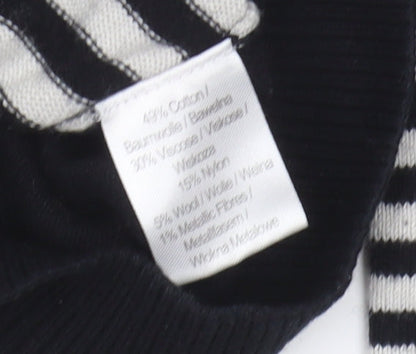 49% Cotton /
Baumwolle / Bawełna
30% Viscose / Viskose /
Wiskoza
15% Nylon
5% Wool / Wolle / Wełna
1% Metallic Fibres /
Metallfasern /
Włókna Metalowe